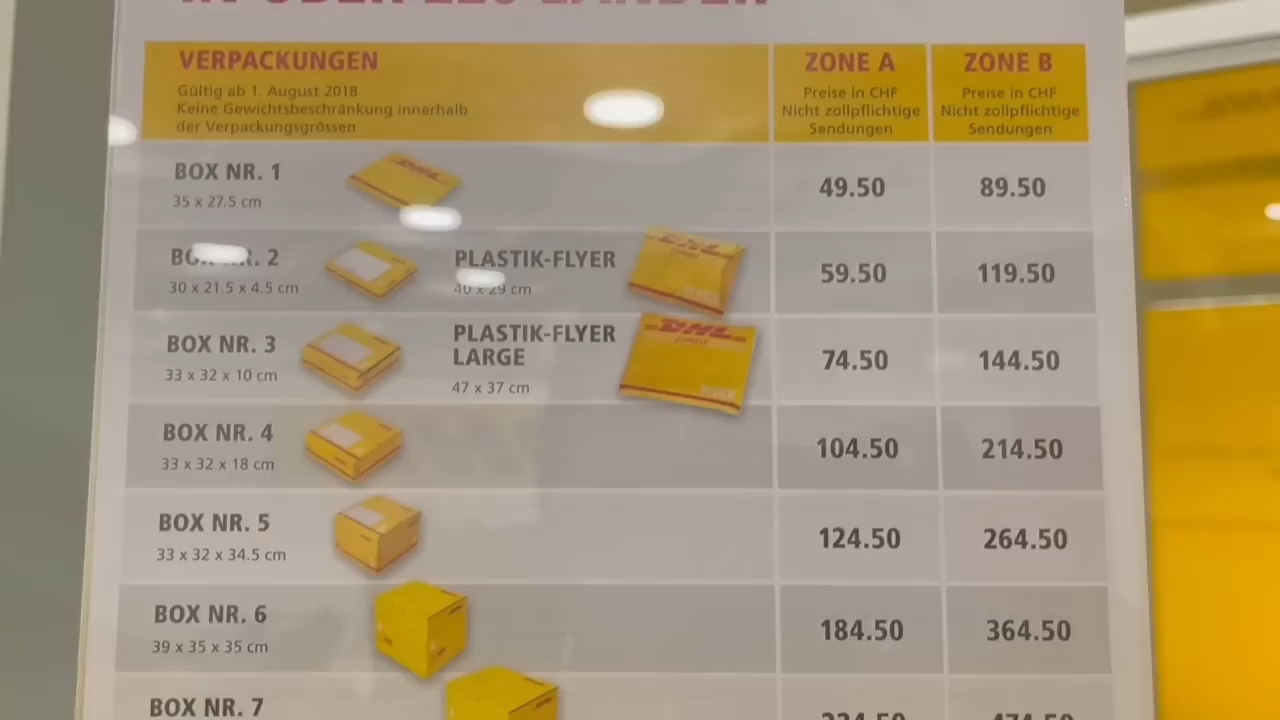 VERPACKUNGEN
Gültig ab 1. August 2018
Keine Gewichtsbeschränkung innerhalb
der Verpackungsgrössen
ZONE A
Preise in CHF
Nicht zollpflichtige
Sendungen
ZONE B
Preise in CHF
Nicht zollpflichtige
Sendungen
BOX NR. 1
35 x 27.5 cm
DHL
49.50
89.50
2
30 x 21.5 x 4.5 cm
PLASTIK-FLYER
40 x 29 cm
DHL
59.50
119.50
BOX NR. 3
33 x 32 x 10 cm
PLASTIK-FLYER
LARGE
47 x 37 cm
DHL
74.50
144.50
BOX NR. 4
33 x 32 x 18 cm
104.50
214.50
BOX NR. 5
33 x 32 x 34.5 cm
124.50
264.50
BOX NR. 6
39 x 35 x 35 cm
184.50
364.50
BOX NR. 7